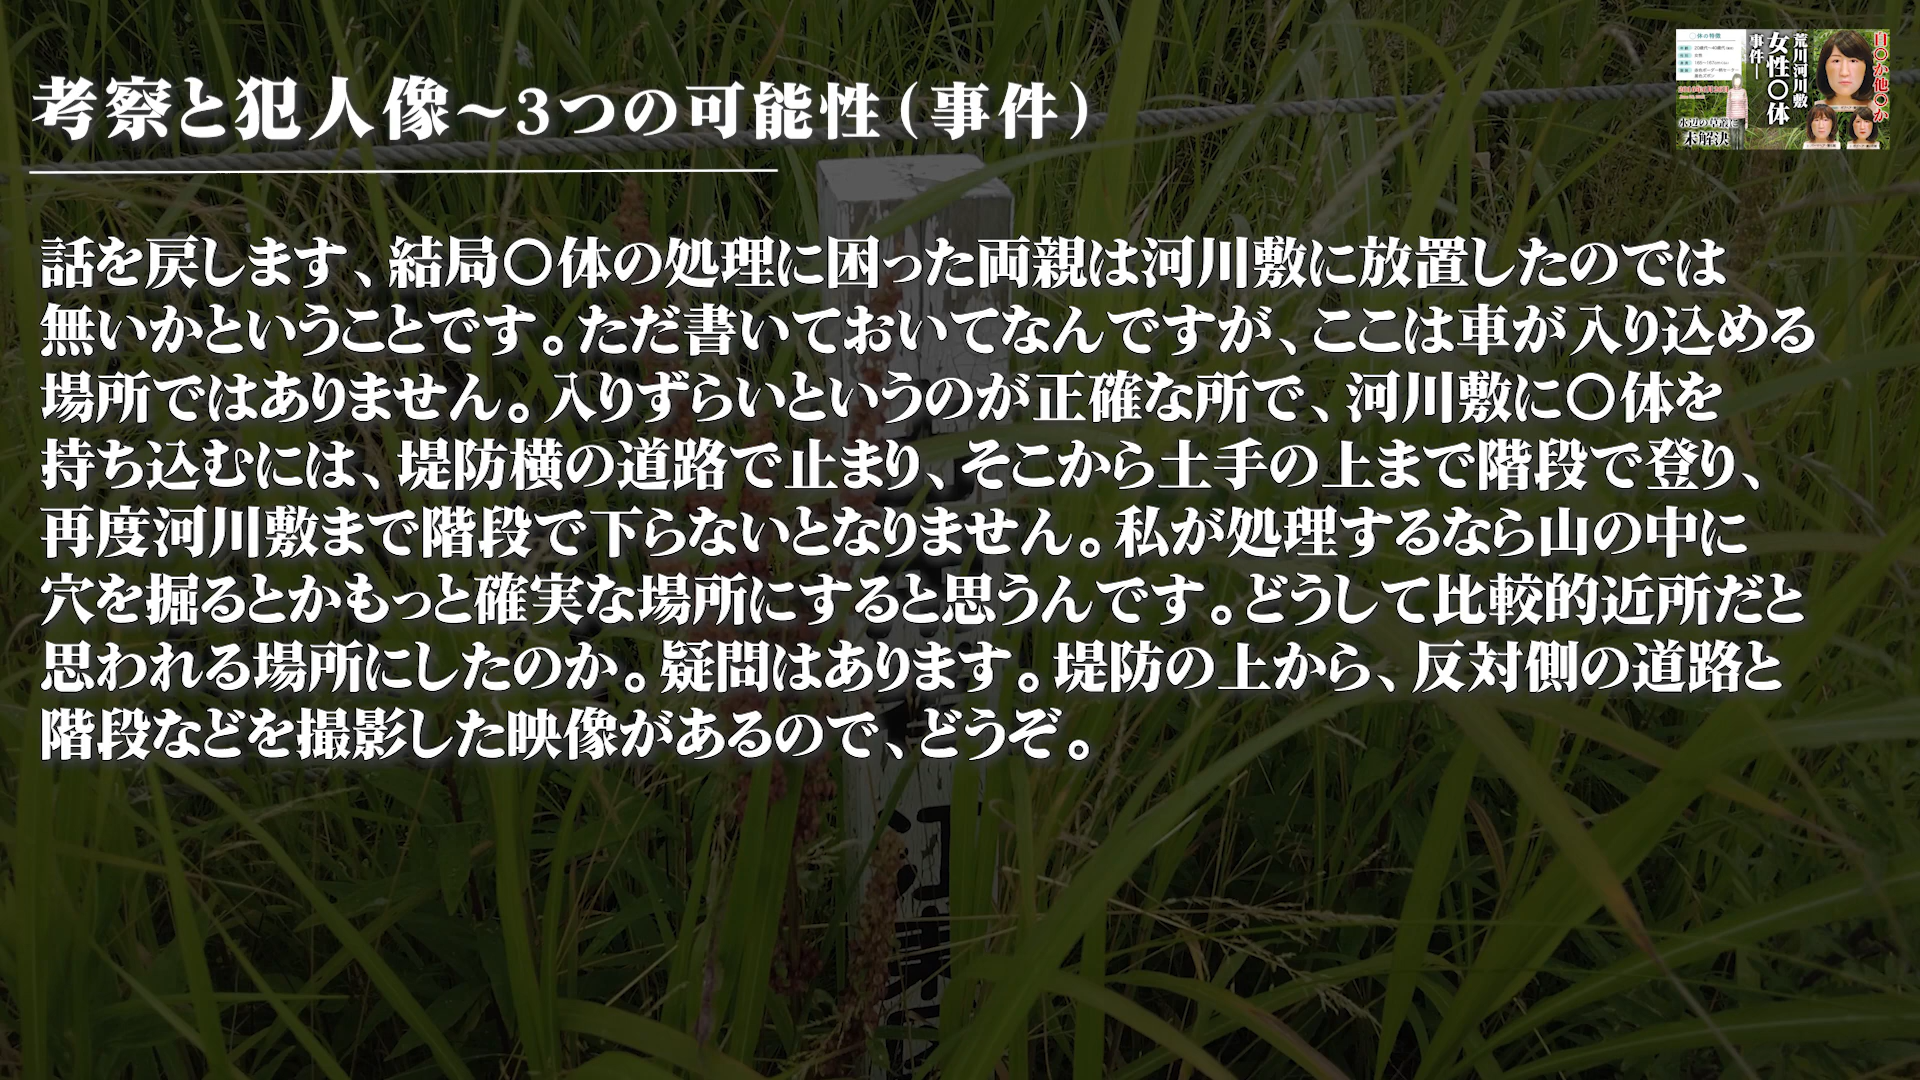 考察と犯人像～3つの可能性（事件）
話を戻します、結局〇体の処理に困った両親は河川敷に放置したのでは
無いかということです。ただ書いておいてなんですが、ここは車が入り込める
場所ではありません。入りずらいというのが正確な所で、河川敷に〇体を
持ち込むには、堤防横の道路で止まり、そこから土手の上まで階段で登り、
再度河川敷まで階段で下らないとなりません。私が処理するなら山の中に
穴を掘るとかもっと確実な場所にすると思うんです。どうして比較的近所だと
思われる場所にしたのか。疑問はあります。堤防の上から、反対側の道路と
階段などを撮影した映像があるので、どうぞ。
自〇か他〇か
荒川河川敷
女性〇体
事件
未解決